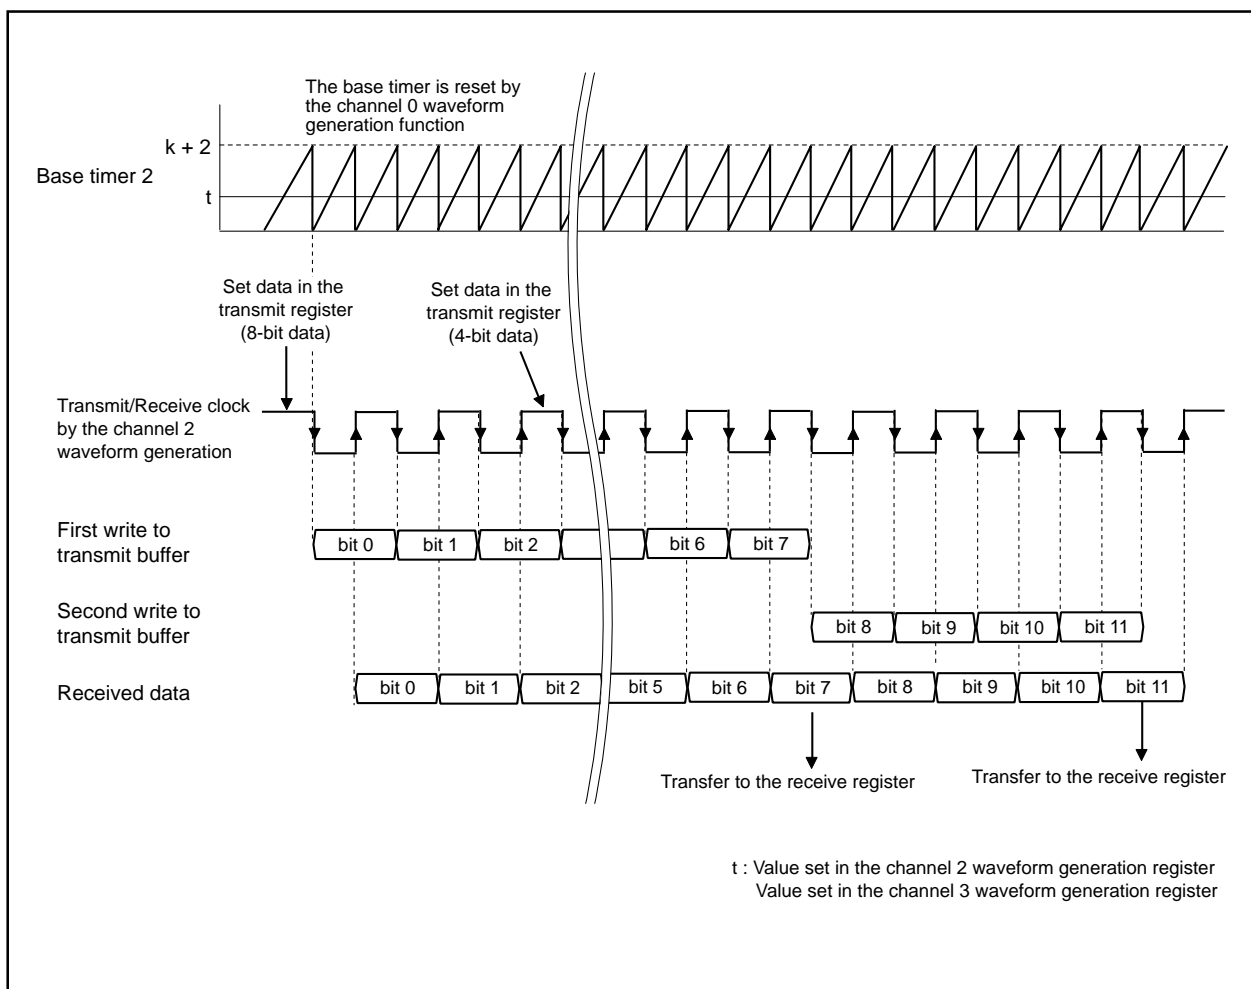 The base timer is reset by
the channel 0 waveform
generation function
k + 2
Base timer 2
t
Set data in the
transmit register
(8-bit data)
Set data in the
transmit register
(4-bit data)
Transmit/Receive clock
by the channel 2
waveform generation
First write to
transmit buffer
bit 0 bit 1 bit 2 bit 6 bit 7
Second write to
transmit buffer
bit 8 bit 9 bit 10 bit 11
Received data
bit 0 bit 1 bit 2 bit 5 bit 6 bit 7 bit 8 bit 9 bit 10 bit 11
Transfer to the receive register
Transfer to the receive register
t : Value set in the channel 2 waveform generation register
Value set in the channel 3 waveform generation register